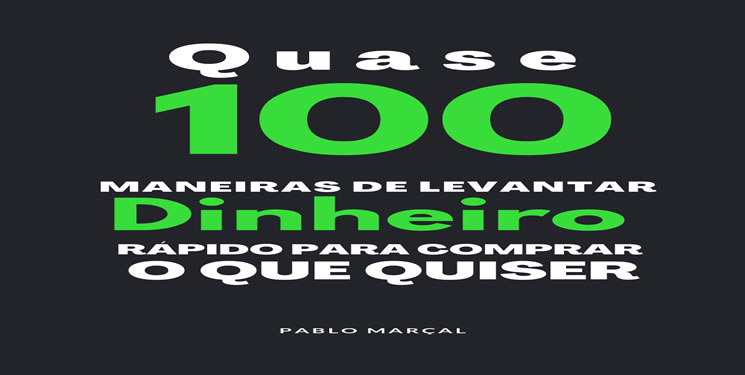 Quase
100
MANEIRAS DE LEVANTAR
Dinheiro
RÁPIDO PARA COMPRAR
O QUE QUISER
PABLO MARÇAL